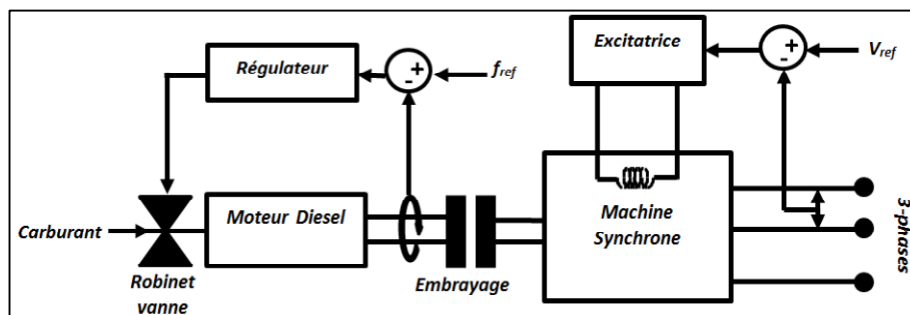 Excitatrice
+
-
V_ref
Régulateur
+
-
f_ref
Moteur Diesel
Machine
Synchrone
3-phases
Carburant
Robinet
vanne
Embrayage